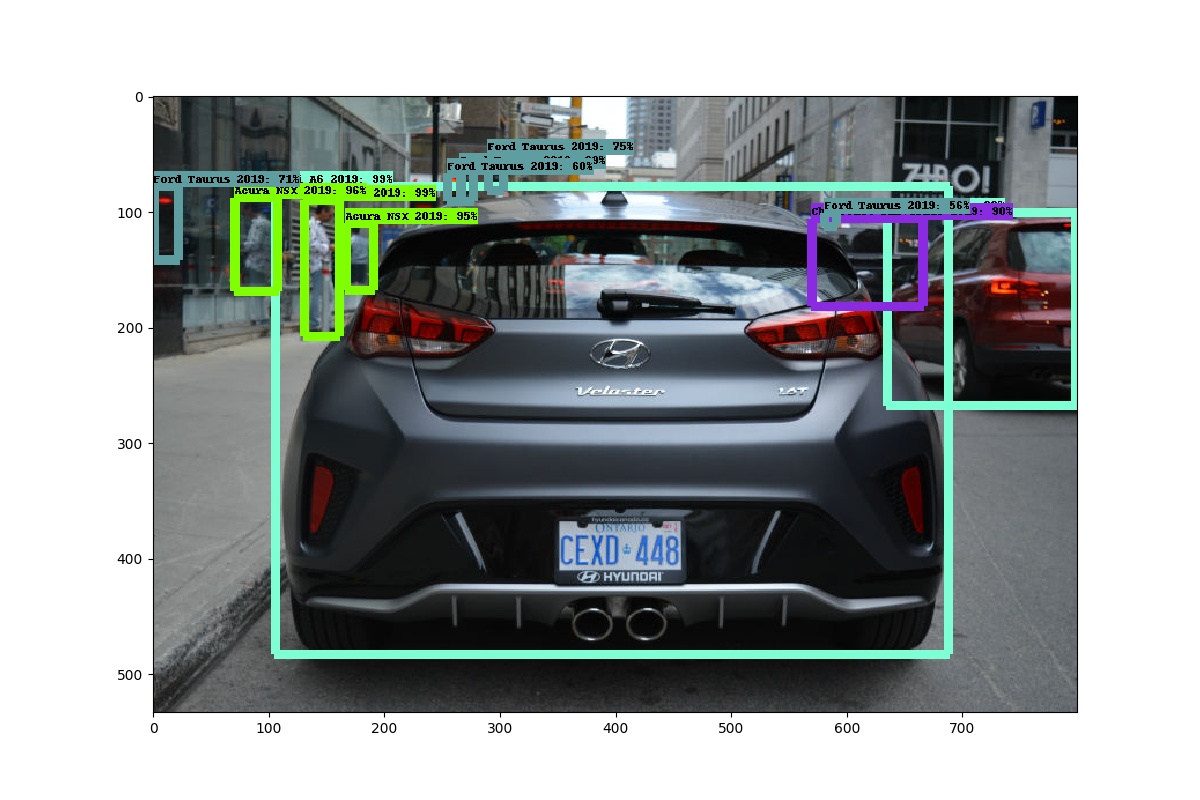 0
100
200
300
400
500
0
100
200
300
400
500
600
700
Ford Taurus 2019: 75%
Ford Taurus 2019: 60%
Ford Taurus 2019: 71%
A6 2019: 99%
Acura NSX 2019: 96%
2019: 99%
Acura NSX 2019: 95%
Ford Taurus 2019: 56%
9: 90%
ZIBO!
Veloster
ONTARIO
CEXD 448
HYUNDAI